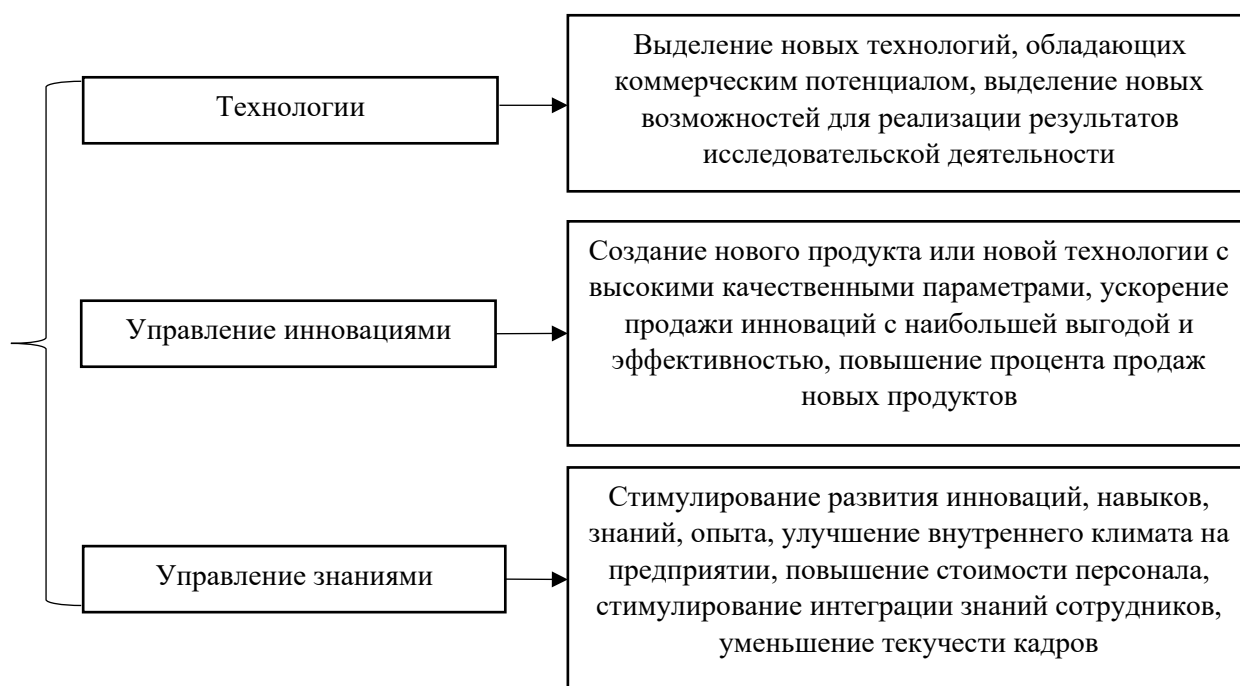 Технологии
Выделение новых технологий, обладающих
коммерческим потенциалом, выделение новых
возможностей для реализации результатов
исследовательской деятельности
Управление инновациями
Создание нового продукта или новой технологии с
высокими качественными параметрами, ускорение
продажи инноваций с наибольшей выгодой и
эффективностью, повышение процента продаж
новых продуктов
Управление знаниями
Стимулирование развития инноваций, навыков,
знаний, опыта, улучшение внутреннего климата на
предприятии, повышение стоимости персонала,
стимулирование интеграции знаний сотрудников,
уменьшение текучести кадров